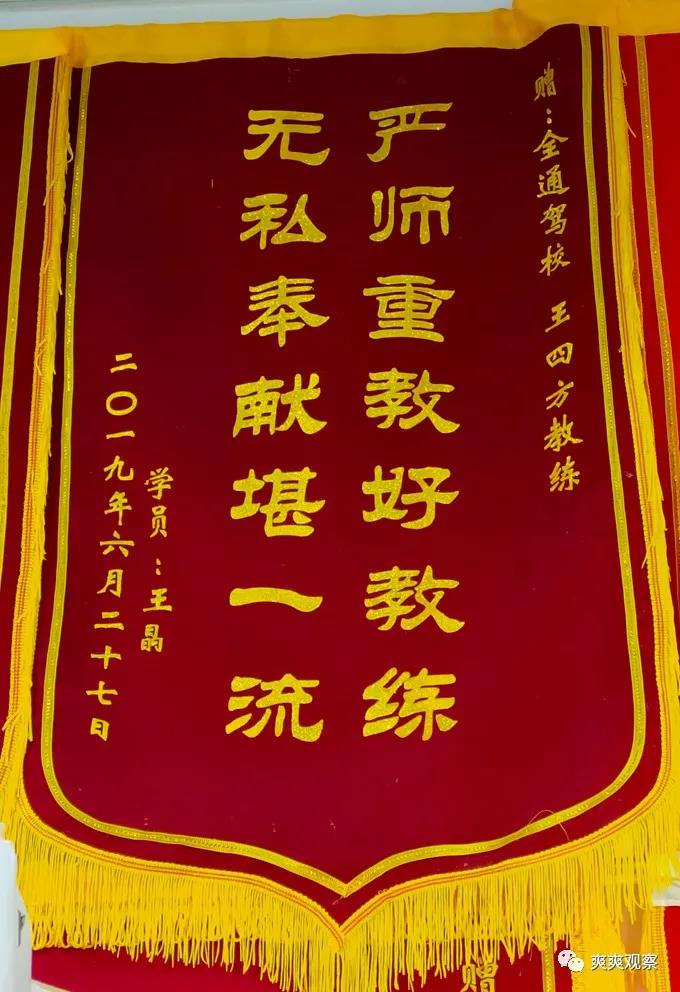 赠：全通驾校 王四方教练
严师重教好教练
无私奉献堪一流
学员：王晶
二〇一九年六月二十七日
赠
爽爽观察